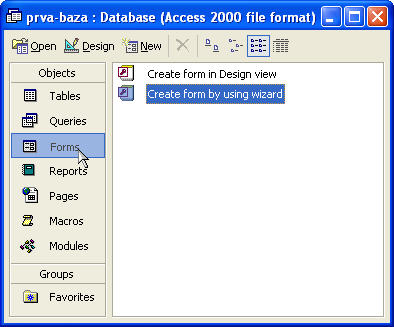 prva-baza : Database (Access 2000 file format)
Open Design New
Objects
Tables
Queries
Forms
Reports
Pages
Macros
Modules
Groups
Favorites
Create form in Design view
Create form by using wizard